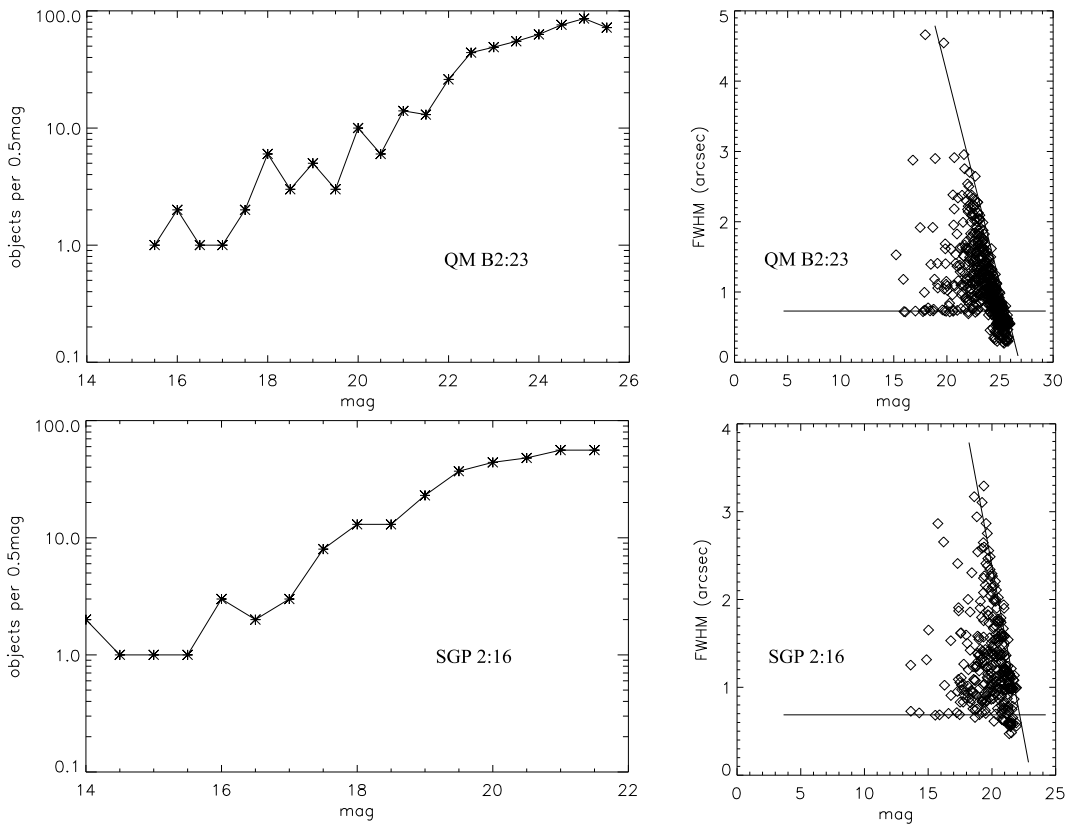 100.0
10.0
1.0
0.1
objects per 0.5mag
QM B2:23
14 16 18 20 22 24 26
mag
5
4
3
2
1
0
FWHM (arcsec)
QM B2:23
0 5 10 15 20 25 30
mag
100.0
10.0
1.0
0.1
objects per 0.5mag
SGP 2:16
14 16 18 20 22
mag
4
3
2
1
0
FWHM (arcsec)
SGP 2:16
0 5 10 15 20 25
mag